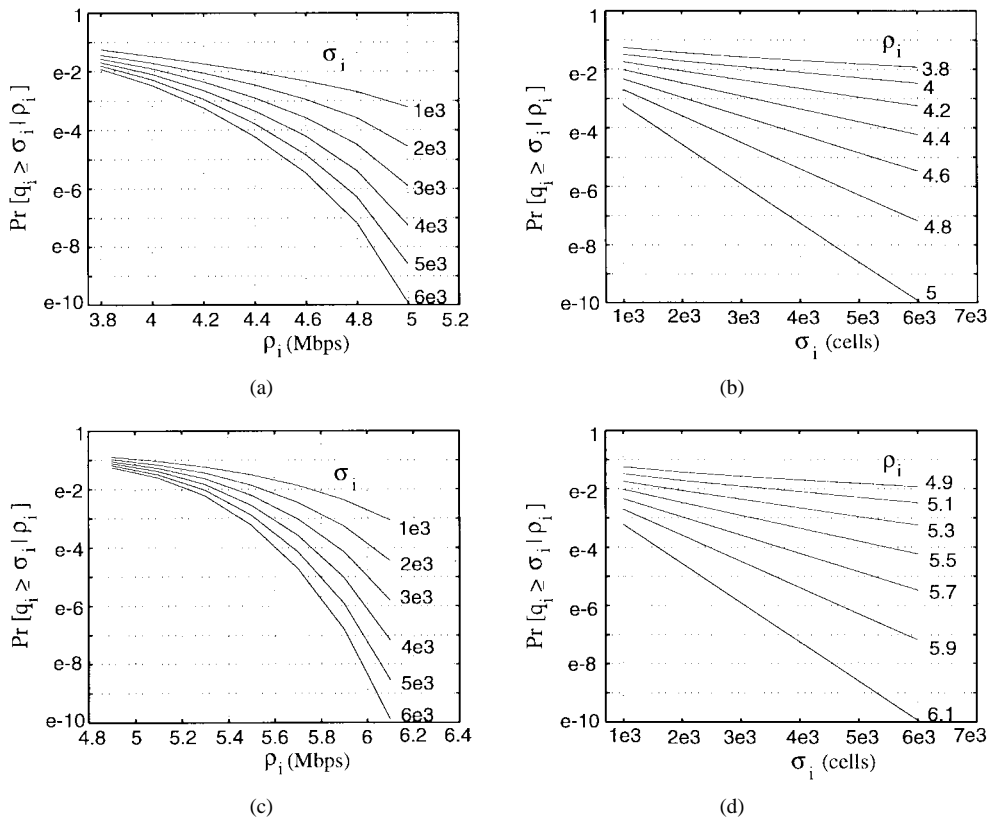 1
e-2
e-4
e-6
e-8
e-10
Pr [q_i ≥ σ_i | ρ_i]
σ_i
1e3
2e3
3e3
4e3
5e3
6e3
3.8 4 4.2 4.4 4.6 4.8 5 5.2
ρ_i (Mbps)
(a)
1
e-2
e-4
e-6
e-8
e-10
Pr [q_i ≥ σ_i | ρ_i]
ρ_i
3.8
4
4.2
4.4
4.6
4.8
5
1e3 2e3 3e3 4e3 5e3 6e3 7e3
σ_i (cells)
(b)
1
e-2
e-4
e-6
e-8
e-10
Pr [q_i ≥ σ_i | ρ_i]
σ_i
1e3
2e3
3e3
4e3
5e3
6e3
4.8 5 5.2 5.4 5.6 5.8 6 6.2 6.4
ρ_i (Mbps)
(c)
1
e-2
e-4
e-6
e-8
e-10
Pr [q_i ≥ σ_i | ρ_i]
ρ_i
4.9
5.1
5.3
5.5
5.7
5.9
6.1
1e3 2e3 3e3 4e3 5e3 6e3 7e3
σ_i (cells)
(d)